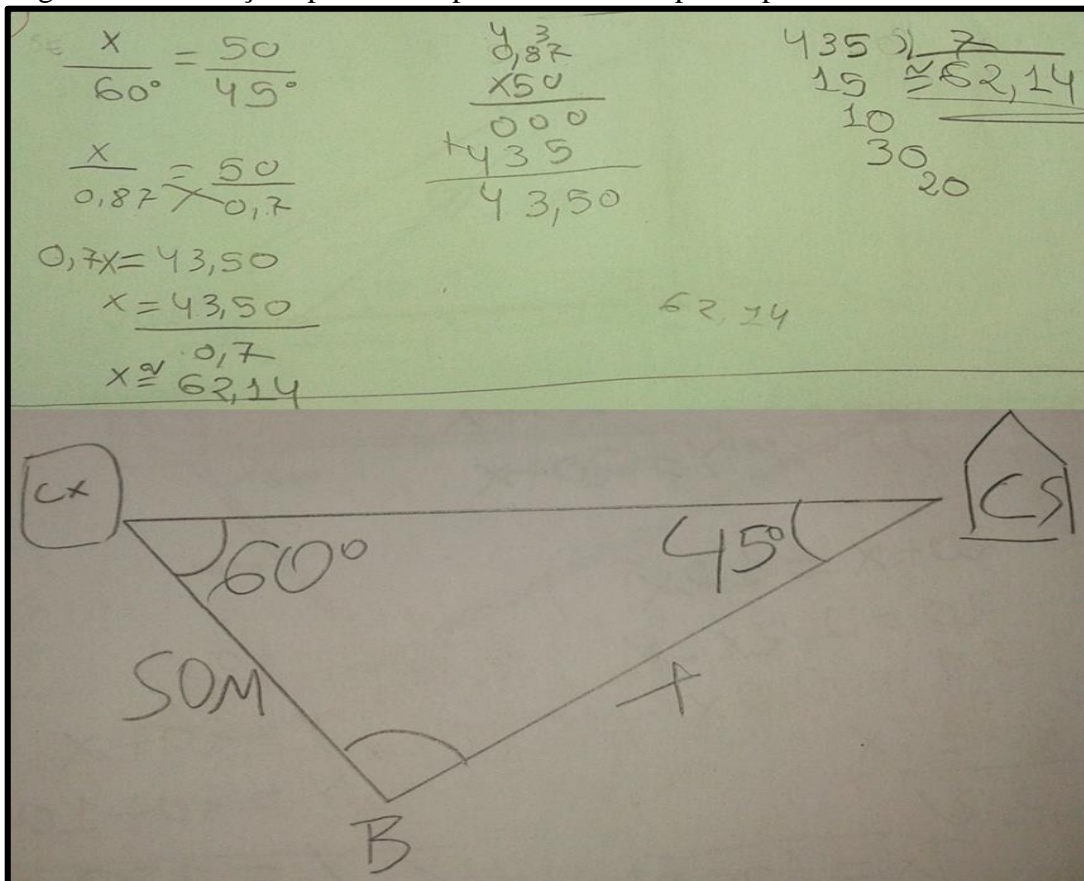 x / 60° = 50 / 45°
x / 0,87 = 50 / 0,7
0,7x = 43,50
x = 43,50 / 0,7
x ≅ 62,14
4 3
0,87
x50
000
+435
43,50
435 7
15 ≅62,14
10
30
20
62,14
cx
CS
60°
45°
50M
x
B